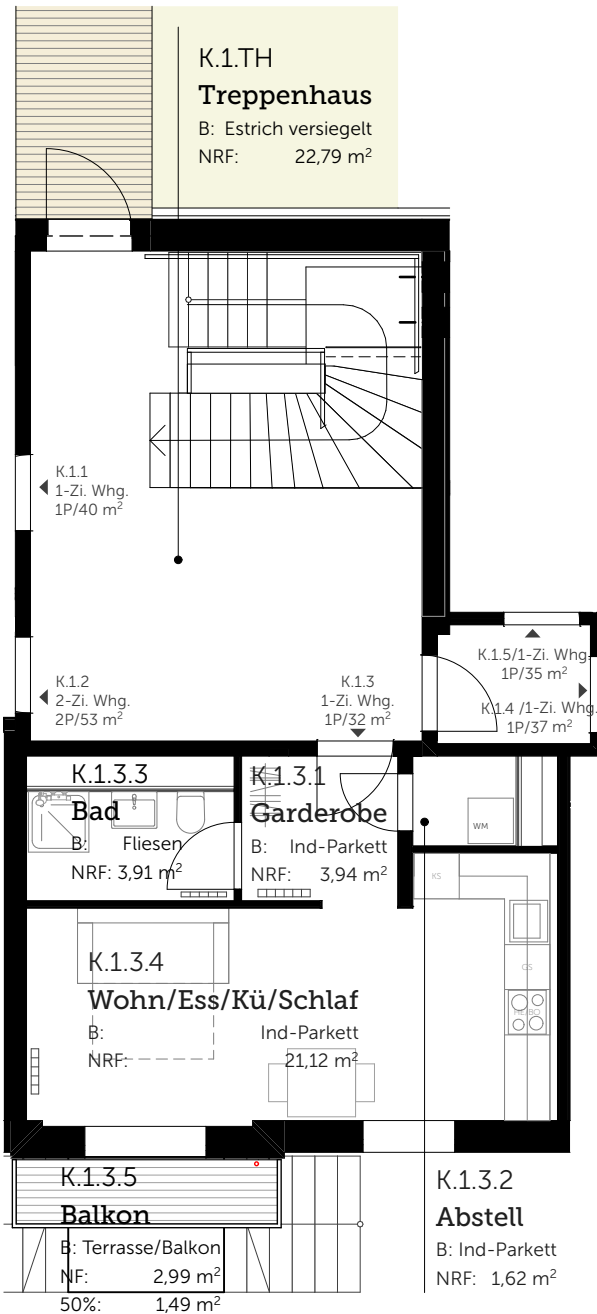 K.1.TH
Treppenhaus
B: Estrich versiegelt
NRF: 22,79 m²
K.1.1
1-Zi. Whg.
1P/40 m²
K.1.2
2-Zi. Whg.
2P/53 m²
K.1.3
1-Zi. Whg.
1P/32 m²
K.1.5/1-Zi. Whg.
1P/35 m²
K.1.4 /1-Zi. Whg.
1P/37 m²
K.1.3.3
Bad
B: Fliesen
NRF: 3,91 m²
K.1.3.1
Garderobe
B: Ind-Parkett
NRF: 3,94 m²
WM
KS
GS
K.1.3.4
Wohn/Ess/Kü/Schlaf
B: Ind-Parkett
NRF: 21,12 m²
K.1.3.5
Balkon
B: Terrasse/Balkon
NF: 2,99 m²
50%: 1,49 m²
K.1.3.2
Abstell
B: Ind-Parkett
NRF: 1,62 m²